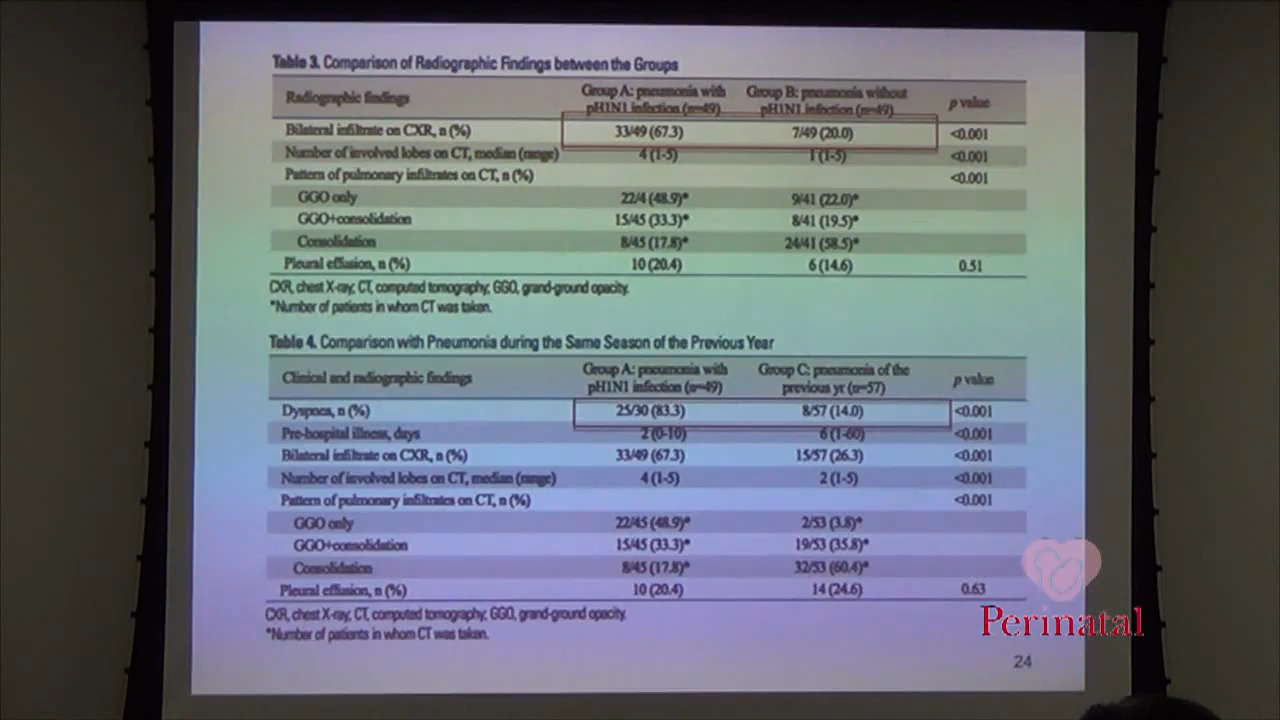 Table 3. Comparison of Radiographic Findings between the Groups
Radiographic findings Group A: pneumonia with pH1N1 infection (n=49) Group B: pneumonia without pH1N1 infection (n=49) p value
Bilateral infiltrate on CXR, n (%) 33/49 (67.3) 7/49 (20.0) <0.001
Number of involved lobes on CT, median (range) 4 (1-5) 1 (1-5) <0.001
Pattern of pulmonary infiltrates on CT, n (%) <0.001
GGO only 22/4 (48.9)* 9/41 (22.0)*
GGO+consolidation 15/45 (33.3)* 8/41 (19.5)*
Consolidation 8/45 (17.8)* 24/41 (58.5)*
Pleural effusion, n (%) 10 (20.4) 6 (14.6) 0.51
CXR, chest X-ray; CT, computed tomography; GGO, grand-ground opacity.
*Number of patients in whom CT was taken.
Table 4. Comparison with Pneumonia during the Same Season of the Previous Year
Clinical and radiographic findings Group A: pneumonia with pH1N1 infection (n=49) Group C: pneumonia of the previous yr (n=57) p value
Dyspnea, n (%) 25/30 (83.3) 8/57 (14.0) <0.001
Pre-hospital illness, days 2 (0-10) 6 (1-60) <0.001
Bilateral infiltrate on CXR, n (%) 33/49 (67.3) 15/57 (26.3) <0.001
Number of involved lobes on CT, median (range) 4 (1-5) 2 (1-5) <0.001
Pattern of pulmonary infiltrates on CT, n (%) <0.001
GGO only 22/45 (48.9)* 2/53 (3.8)*
GGO+consolidation 15/45 (33.3)* 19/53 (35.8)*
Consolidation 8/45 (17.8)* 32/53 (60.4)*
Pleural effusion, n (%) 10 (20.4) 14 (24.6) 0.63
CXR, chest X-ray; CT, computed tomography; GGO, grand-ground opacity.
*Number of patients in whom CT was taken.
Perinatal
24